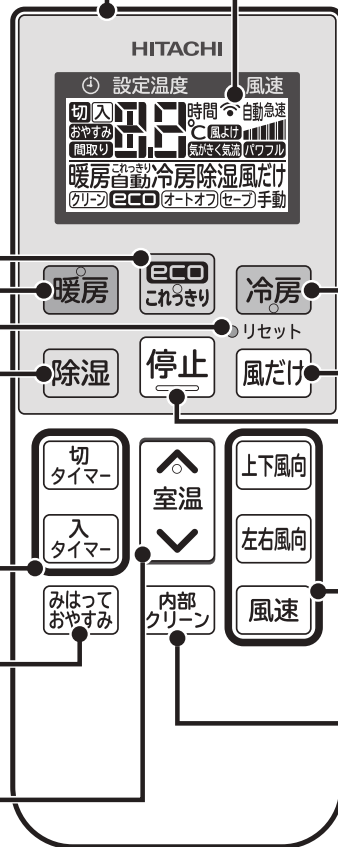 HITACHI
設定温度 風速
切 入 時間 自動 急速
おやすみ ℃ 風よけ
間取り 気がきく気流 パワフル
暖房 これっきり自動 冷房 除湿 風だけ
クリーン eco オートオフ セーブ 手動
暖房 eco これっきり 冷房
リセット
除湿 停止 風だけ
切タイマー 室温 上下風向
入タイマー 左右風向
みはっておやすみ 内部クリーン 風速